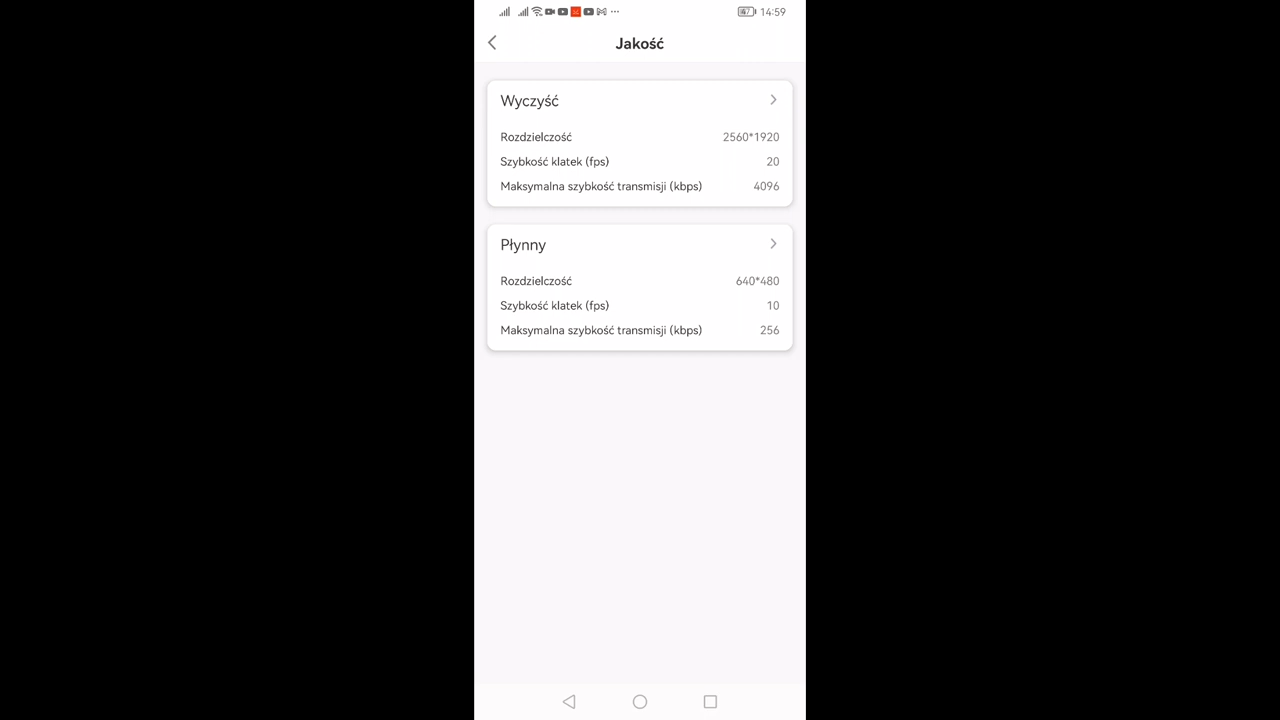 47 14:59
Jakość
Wyczyść
Rozdzielczość 2560*1920
Szybkość klatek (fps) 20
Maksymalna szybkość transmisji (kbps) 4096
Płynny
Rozdzielczość 640*480
Szybkość klatek (fps) 10
Maksymalna szybkość transmisji (kbps) 256